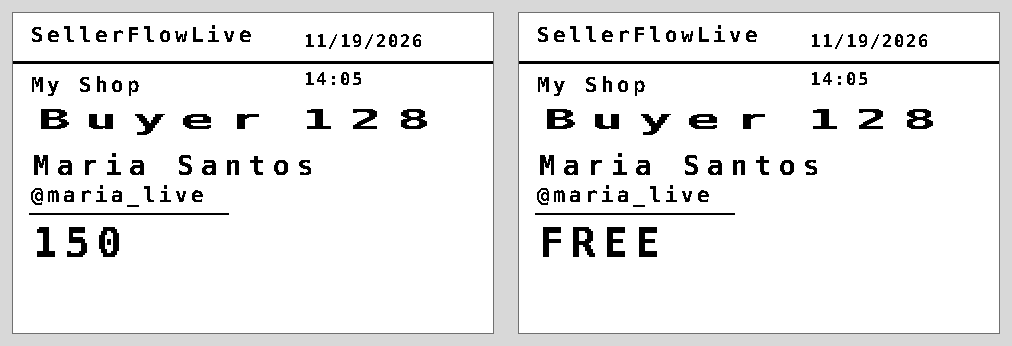 SellerFlowLive 11/19/2026
My Shop 14:05
Buyer 128
Maria Santos
@maria_live
150
SellerFlowLive 11/19/2026
My Shop 14:05
Buyer 128
Maria Santos
@maria_live
FREE